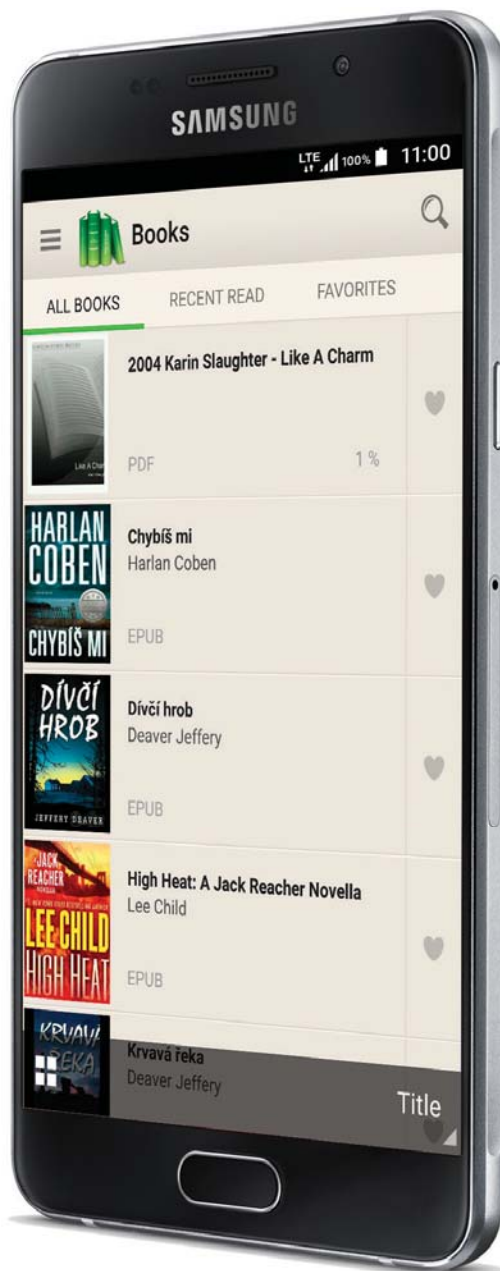 SAMSUNG
LTE 100% 11:00
Books
ALL BOOKS RECENT READ FAVORITES
2004 Karin Slaughter - Like A Charm
PDF 1 %
HARLAN
COBEN
CHYBÍŠ MI
Chybíš mi
Harlan Coben
EPUB
DÍVČÍ
HROB
JEFFERY DEAVER
Dívčí hrob
Deaver Jeffery
EPUB
JACK
REACHER
LEE CHILD
HIGH HEAT
High Heat: A Jack Reacher Novella
Lee Child
EPUB
KRVAVÁ
ŘEKA
Krvavá řeka
Deaver Jeffery
Title